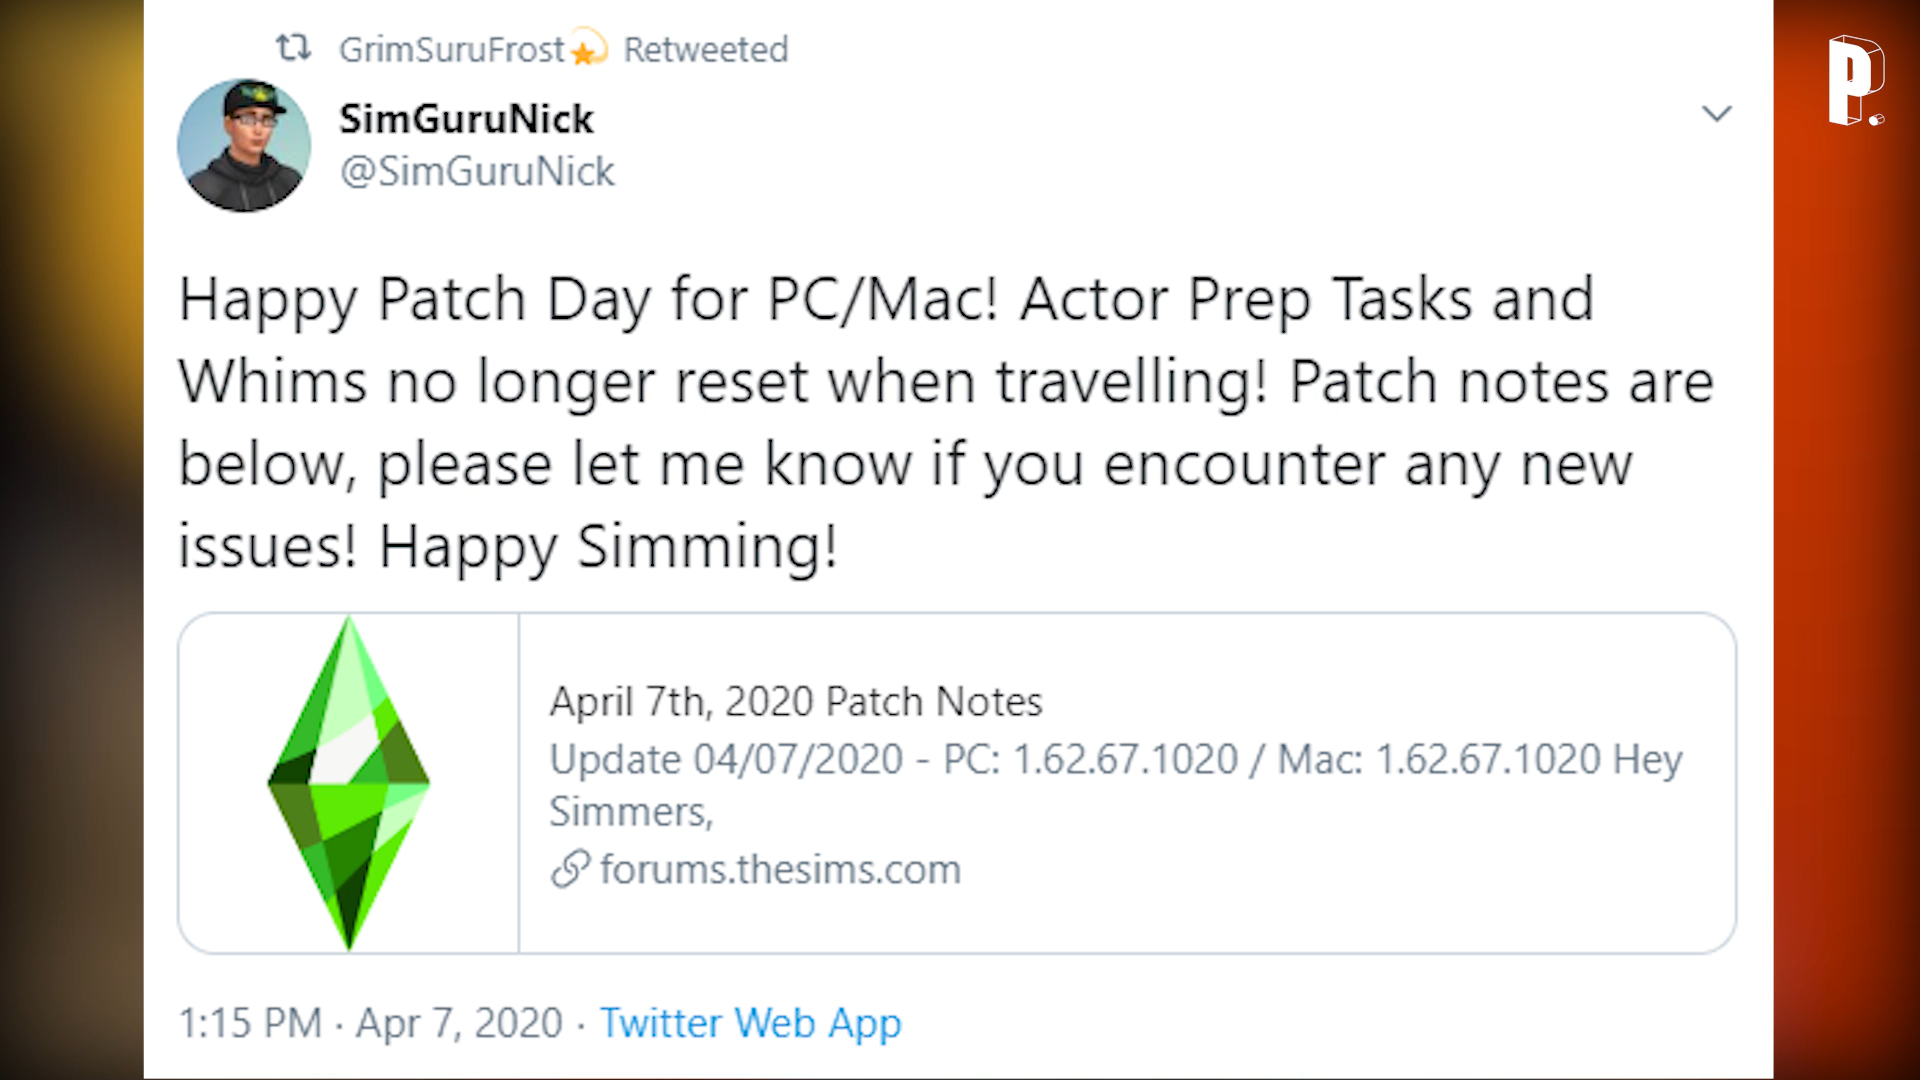 GrimSuruFrost💫 Retweeted
SimGuruNick
@SimGuruNick
P.
Happy Patch Day for PC/Mac! Actor Prep Tasks and
Whims no longer reset when travelling! Patch notes are
below, please let me know if you encounter any new
issues! Happy Simming!
April 7th, 2020 Patch Notes
Update 04/07/2020 - PC: 1.62.67.1020 / Mac: 1.62.67.1020 Hey
Simmers,
forums.thesims.com
1:15 PM · Apr 7, 2020 · Twitter Web App